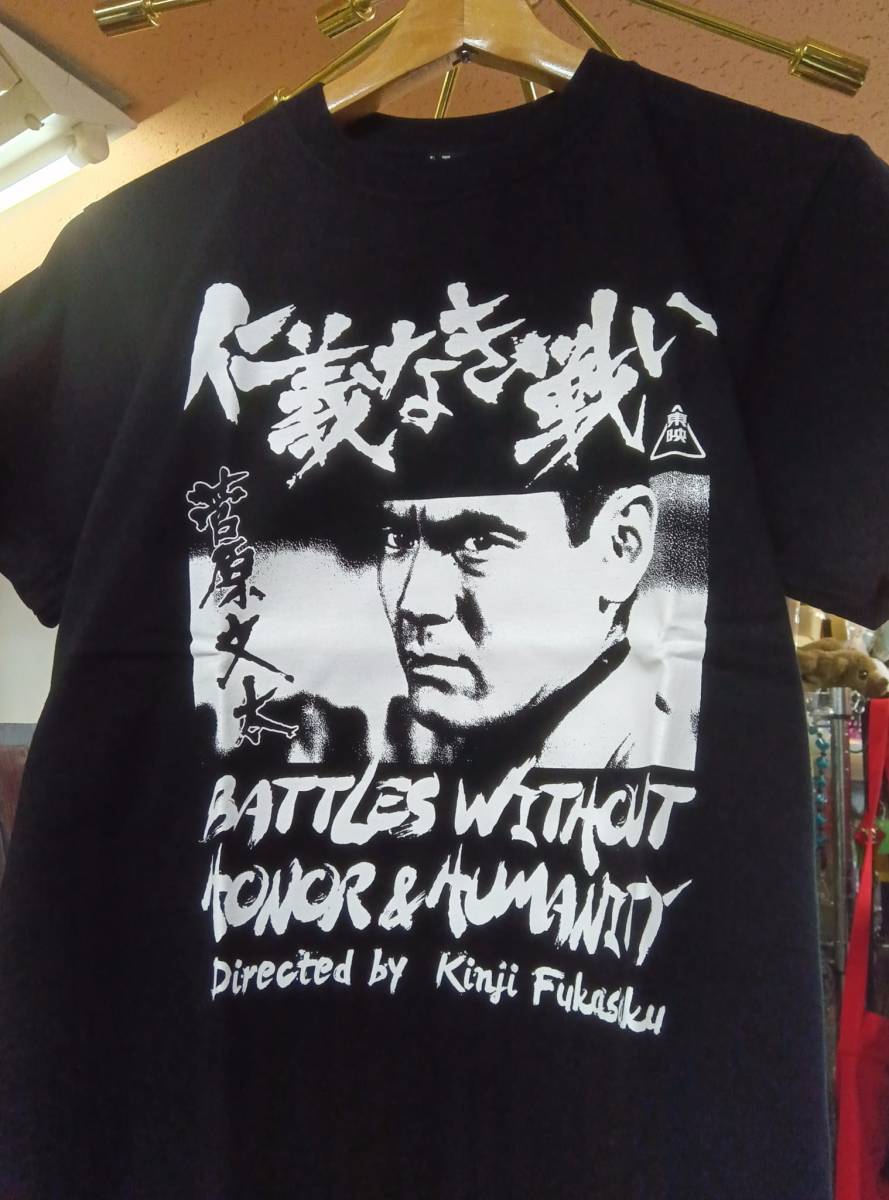 仁義なき戦い
東映
菅原文太
BATTLES WITHOUT
HONOR & HUMANITY
Directed by Kinji Fukasaku